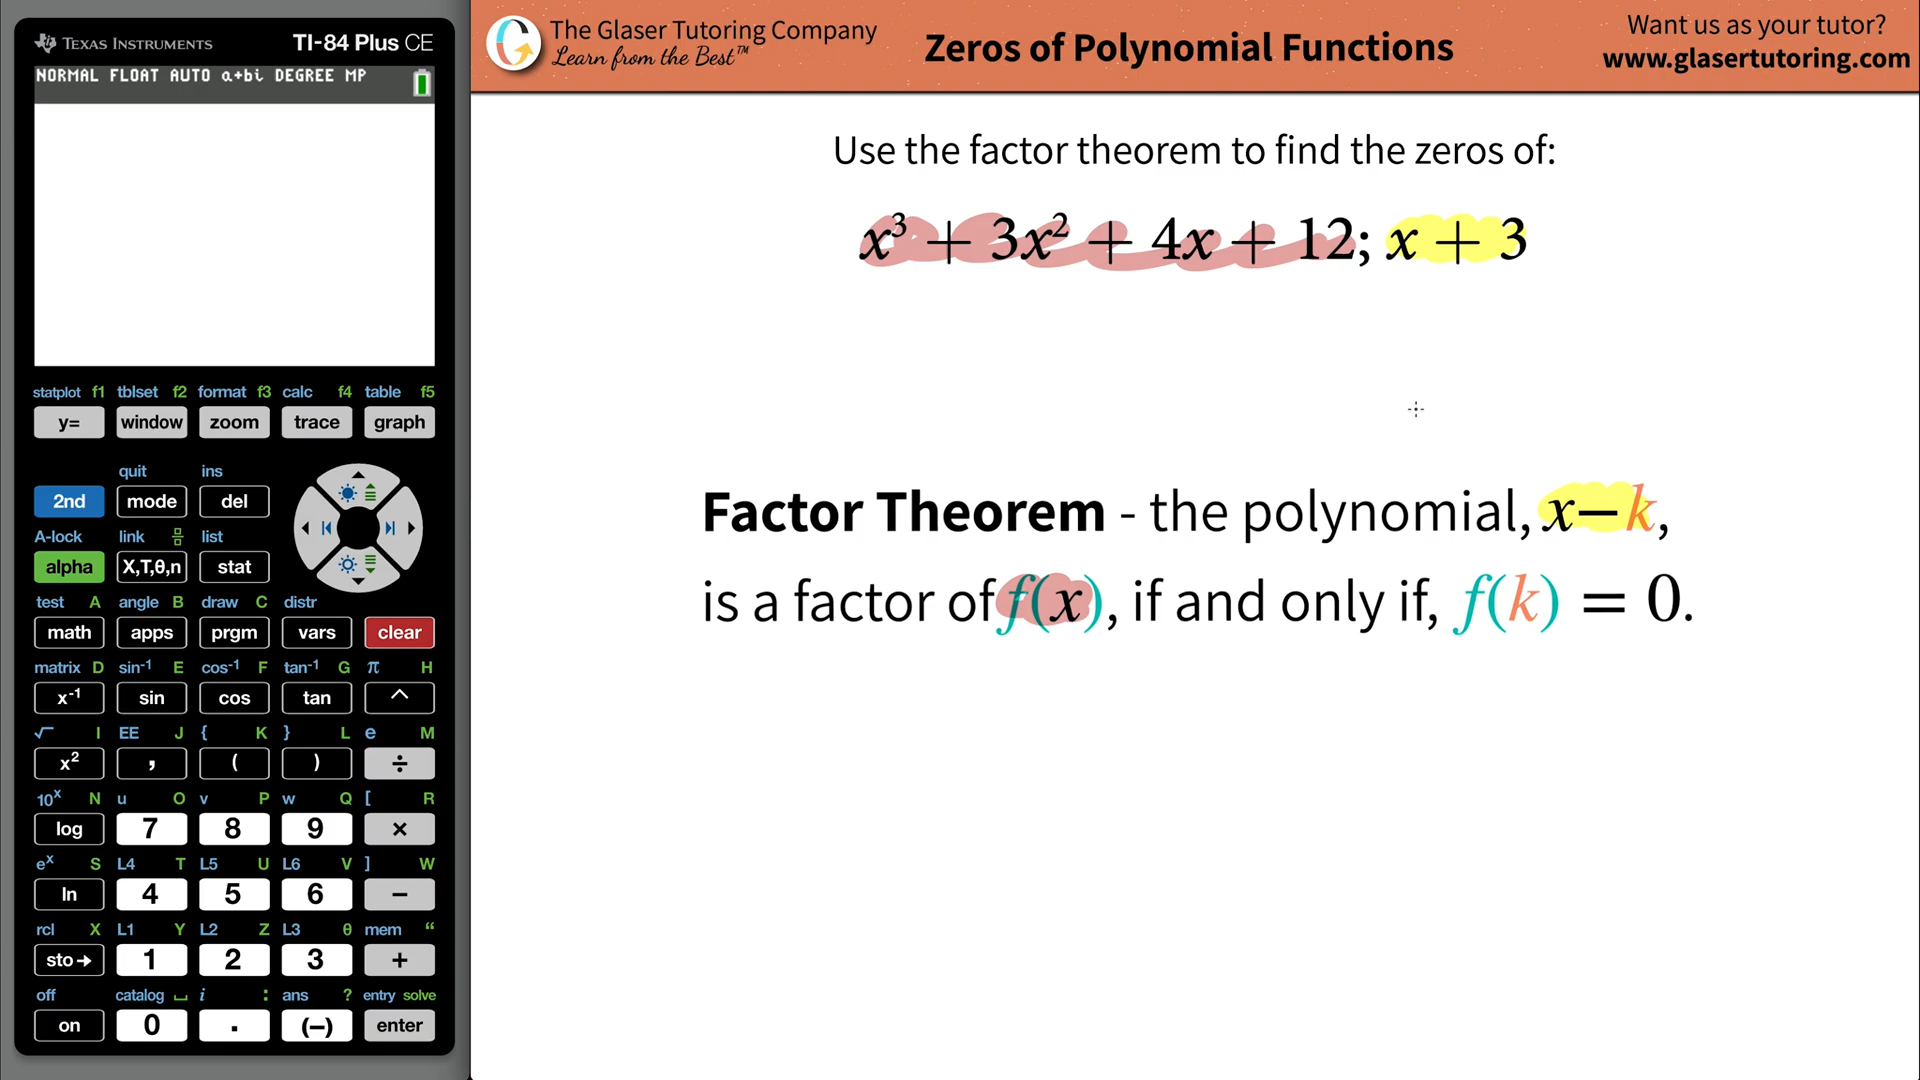 TEXAS INSTRUMENTS TI-84 Plus CE
NORMAL FLOAT AUTO a+bi DEGREE MP
statplot f1 tblset f2 format f3 calc f4 table f5
y= window zoom trace graph
quit ins
2nd mode del
A-lock link list
alpha X,T,θ,n stat
test A angle B draw C distr
math apps prgm vars clear
matrix D sin⁻¹ E cos⁻¹ F tan⁻¹ G π H
x⁻¹ sin cos tan ^
√ I EE J { K } L e M
x² , ( ) ÷
10ˣ N u O v P w Q [ R
log 7 8 9 ×
eˣ S L4 T L5 U L6 V ] W
ln 4 5 6 −
rcl X L1 Y L2 Z L3 θ mem “
sto→ 1 2 3 +
off catalog ⎵ i : ans ? entry solve
on 0 . (−) enter
The Glaser Tutoring Company
Learn from the Best™
Zeros of Polynomial Functions
Want us as your tutor?
www.glasertutoring.com
Use the factor theorem to find the zeros of:
x³ + 3x² + 4x + 12; x + 3
Factor Theorem - the polynomial, x−k,
is a factor of f(x), if and only if, f(k) = 0.